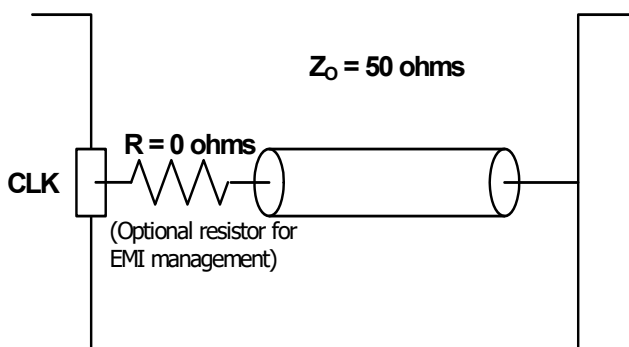 Z_O = 50 ohms
R = 0 ohms
CLK
(Optional resistor for
EMI management)